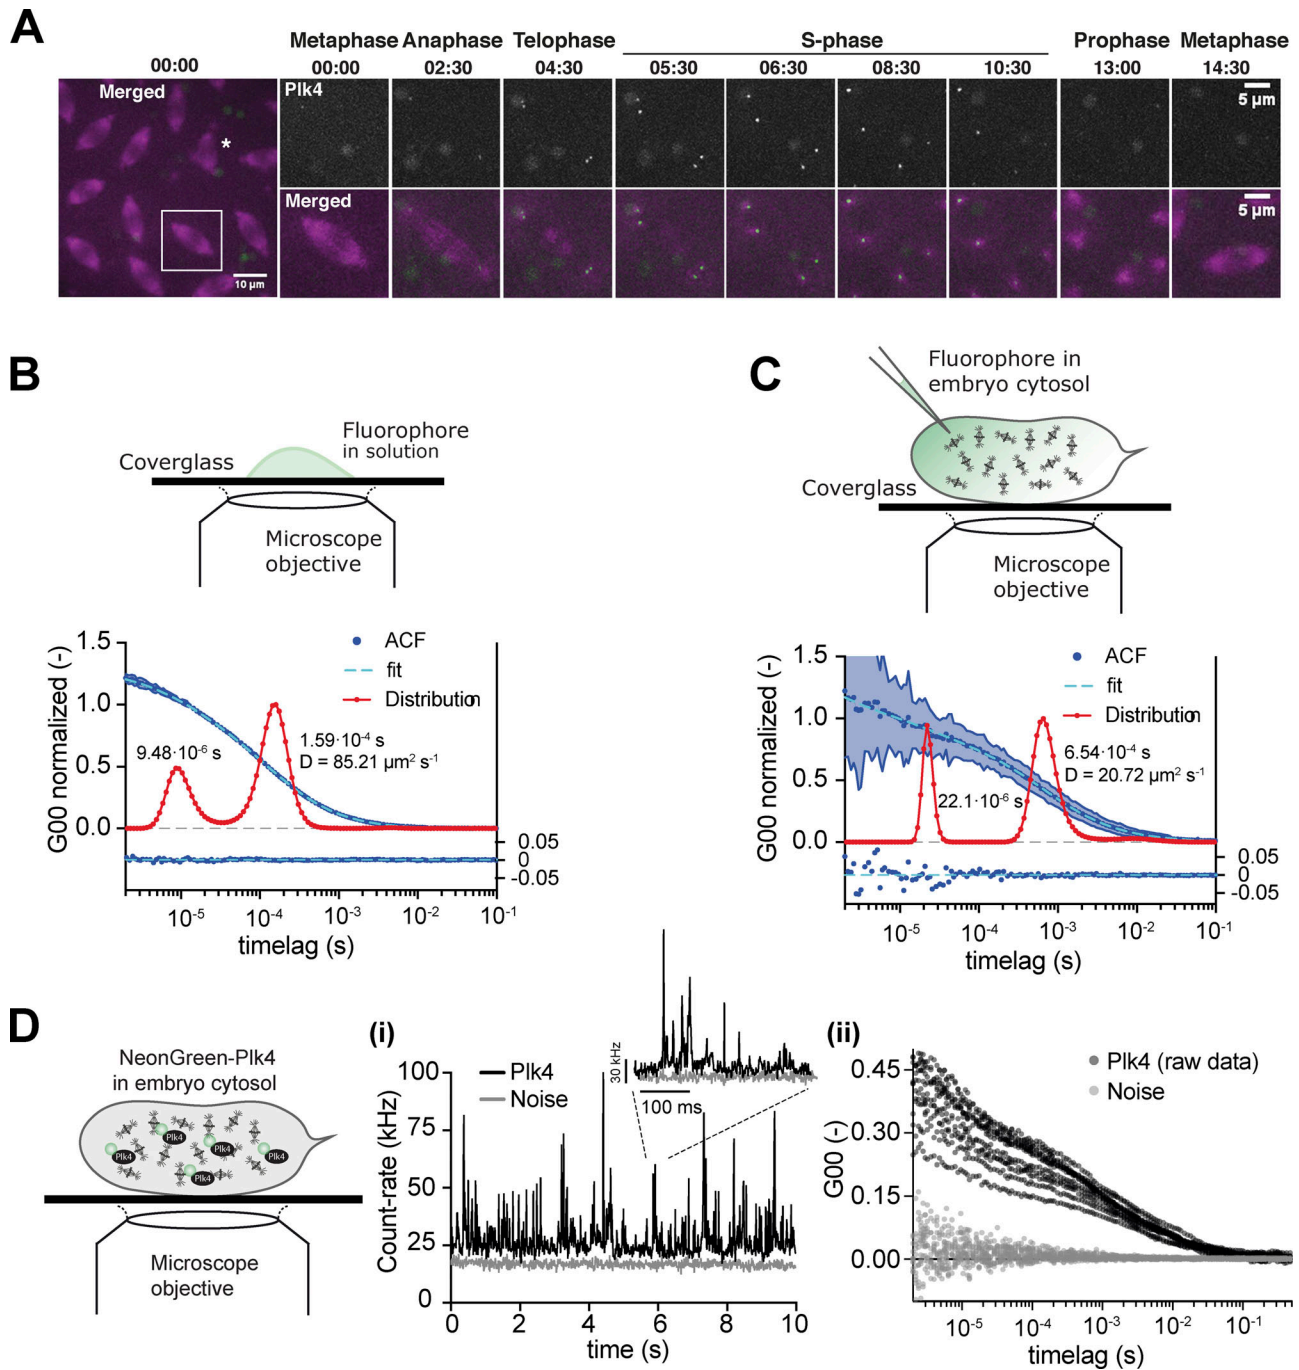 A
Metaphase Anaphase Telophase S-phase Prophase Metaphase
00:00 00:00 02:30 04:30 05:30 06:30 08:30 10:30 13:00 14:30
Merged
Plk4
5 µm
*
Merged
5 µm
10 µm
B
Fluorophore
in solution
Coverglass
Microscope
objective
G00 normalized (-)
1.5
1.0
0.5
0.0
ACF
fit
Distribution
9.48·10⁻⁶ s
1.59·10⁻⁴ s
D = 85.21 µm² s⁻¹
0.05
0
-0.05
10⁻⁵ 10⁻⁴ 10⁻³ 10⁻² 10⁻¹
timelag (s)
C
Fluorophore in
embryo cytosol
Coverglass
Microscope
objective
G00 normalized (-)
1.5
1.0
0.5
0.0
ACF
fit
Distribution
6.54·10⁻⁴ s
D = 20.72 µm² s⁻¹
22.1·10⁻⁶ s
0.05
0
-0.05
10⁻⁵ 10⁻⁴ 10⁻³ 10⁻² 10⁻¹
timelag (s)
D
NeonGreen-Plk4
in embryo cytosol
Plk4
Plk4
Plk4
Plk4
Plk4
Microscope
objective
(i)
Count-rate (kHz)
100
75
50
25
0
Plk4
Noise
30 kHz
100 ms
0 2 4 6 8 10
time (s)
(ii)
G00 (-)
0.45
0.30
0.15
0.00
Plk4 (raw data)
Noise
10⁻⁵ 10⁻⁴ 10⁻³ 10⁻² 10⁻¹
timelag (s)